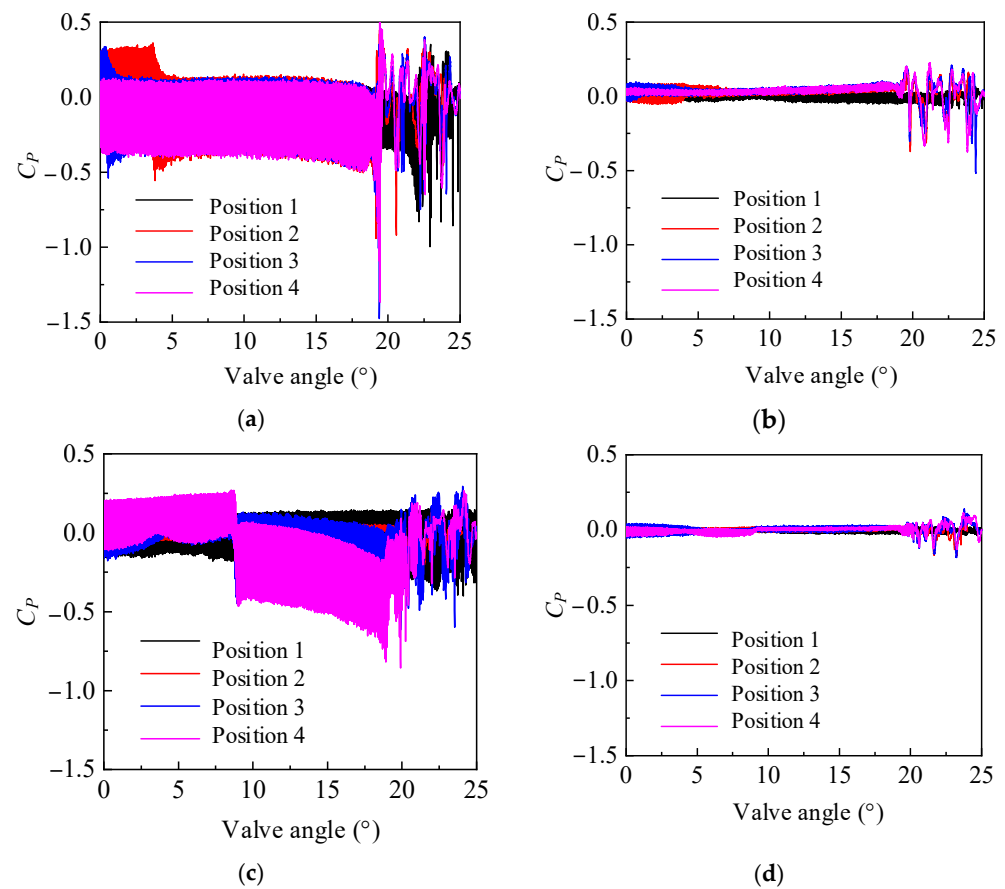 0.5
0.0
−0.5
−1.0
−1.5
C_P
Position 1
Position 2
Position 3
Position 4
0 5 10 15 20 25
Valve angle (°)
(a)
0.5
0.0
−0.5
−1.0
−1.5
C_P
Position 1
Position 2
Position 3
Position 4
0 5 10 15 20 25
Valve angle (°)
(b)
0.5
0.0
−0.5
−1.0
−1.5
C_P
Position 1
Position 2
Position 3
Position 4
0 5 10 15 20 25
Valve angle (°)
(c)
0.5
0.0
−0.5
−1.0
−1.5
C_P
Position 1
Position 2
Position 3
Position 4
0 5 10 15 20 25
Valve angle (°)
(d)